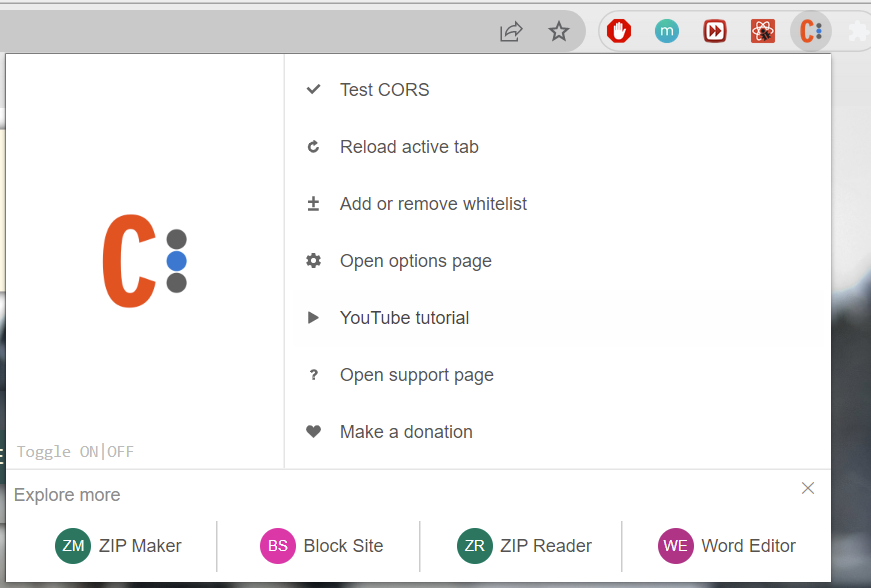 m
C
Test CORS
Reload active tab
Add or remove whitelist
Open options page
YouTube tutorial
? Open support page
Make a donation
C
Toggle ON|OFF
E
Explore more
ZM ZIP Maker
BS Block Site
ZR ZIP Reader
WE Word Editor